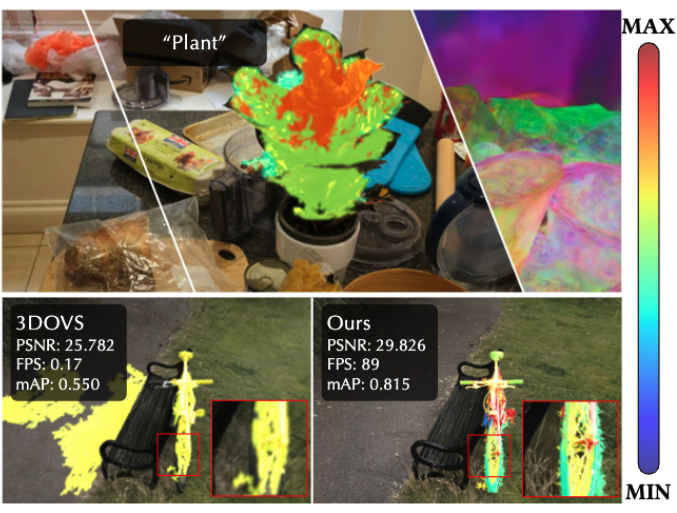 "Plant"
MAX
3DOVS
PSNR: 25.782
FPS: 0.17
mAP: 0.550
Ours
PSNR: 29.826
FPS: 89
mAP: 0.815
MIN